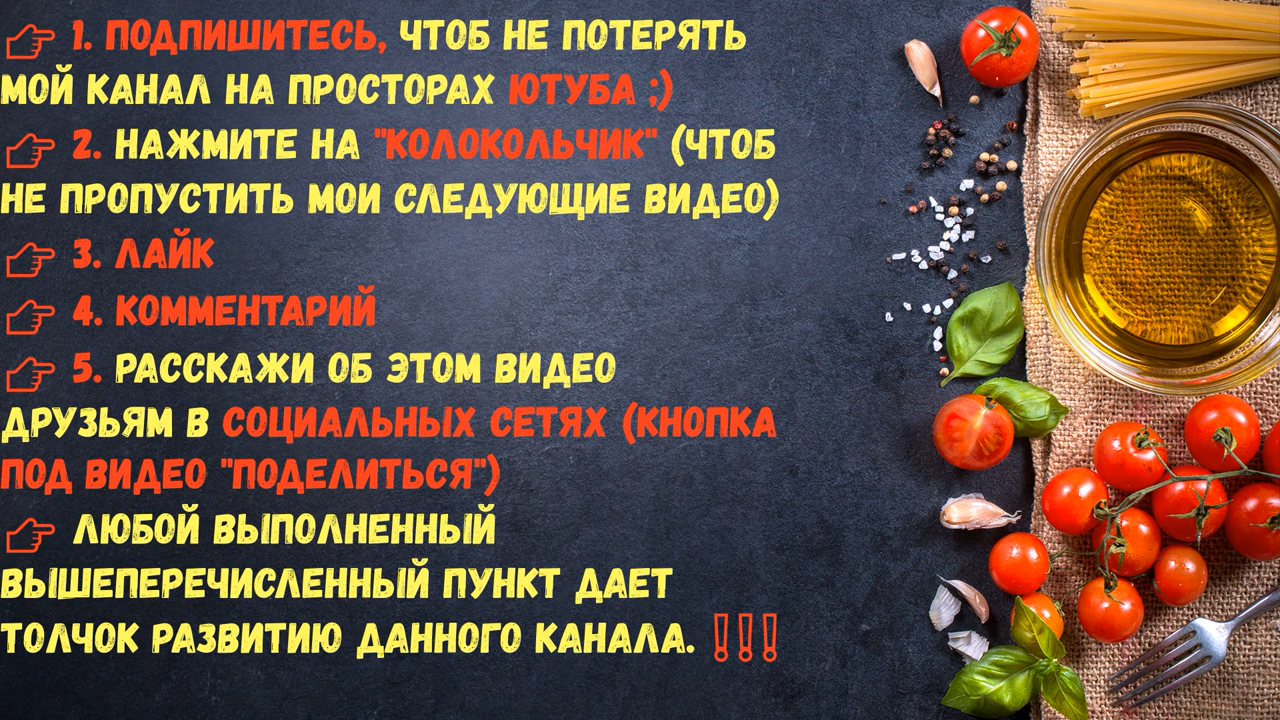 👉 1. ПОДПИШИТЕСЬ, ЧТОБ НЕ ПОТЕРЯТЬ
МОЙ КАНАЛ НА ПРОСТОРАХ ЮТУБА ;)
👉 2. НАЖМИТЕ НА "КОЛОКОЛЬЧИК" (ЧТОБ
НЕ ПРОПУСТИТЬ МОИ СЛЕДУЮЩИЕ ВИДЕО)
👉 3. ЛАЙК
👉 4. КОММЕНТАРИЙ
👉 5. РАССКАЖИ ОБ ЭТОМ ВИДЕО
ДРУЗЬЯМ В СОЦИАЛЬНЫХ СЕТЯХ (КНОПКА
ПОД ВИДЕО "ПОДЕЛИТЬСЯ")
👉 ЛЮБОЙ ВЫПОЛНЕННЫЙ
ВЫШЕПЕРЕЧИСЛЕННЫЙ ПУНКТ ДАЕТ
ТОЛЧОК РАЗВИТИЮ ДАННОГО КАНАЛА. ❗❗❗